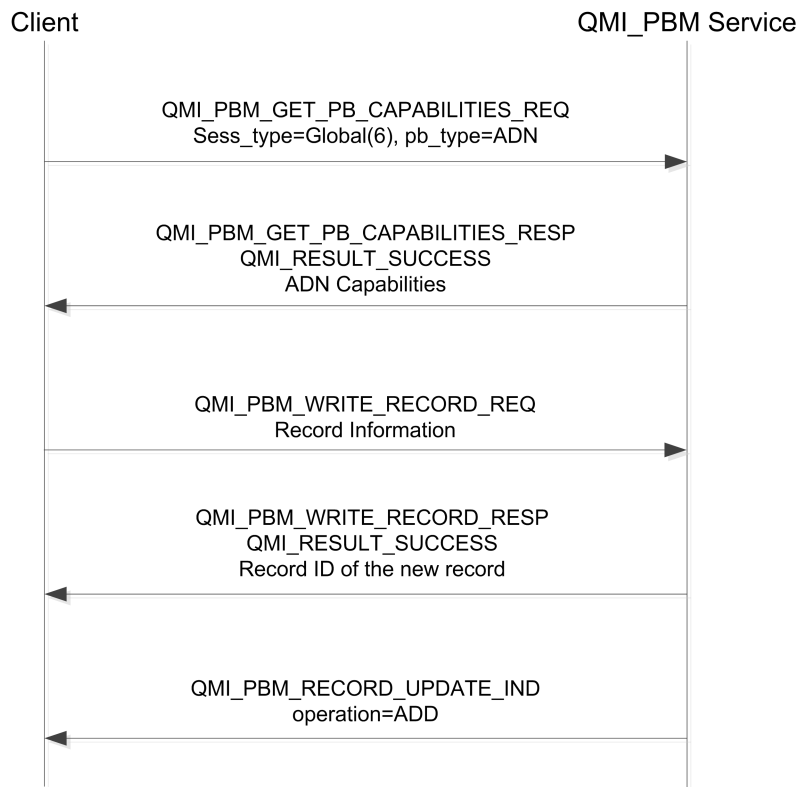 Client
QMI_PBM Service
QMI_PBM_GET_PB_CAPABILITIES_REQ
Sess_type=Global(6), pb_type=ADN
QMI_PBM_GET_PB_CAPABILITIES_RESP
QMI_RESULT_SUCCESS
ADN Capabilities
QMI_PBM_WRITE_RECORD_REQ
Record Information
QMI_PBM_WRITE_RECORD_RESP
QMI_RESULT_SUCCESS
Record ID of the new record
QMI_PBM_RECORD_UPDATE_IND
operation=ADD